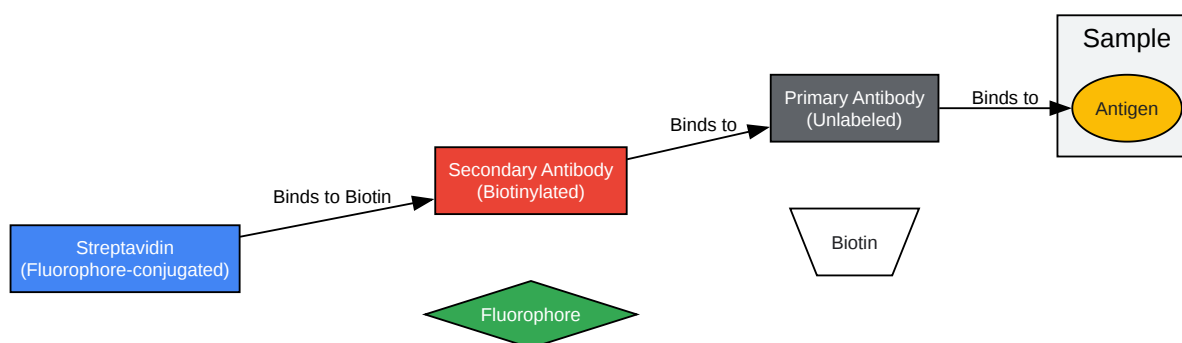 Sample
Antigen
Binds to
Primary Antibody
(Unlabeled)
Binds to
Secondary Antibody
(Biotinylated)
Binds to Biotin
Streptavidin
(Fluorophore-conjugated)
Biotin
Fluorophore